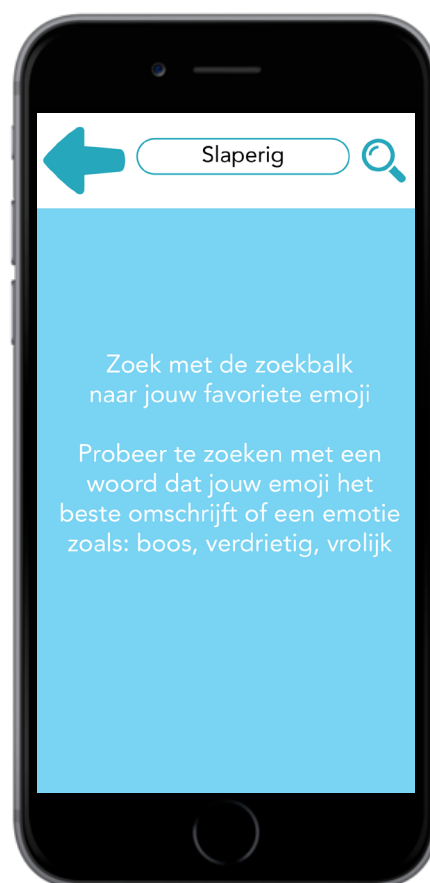 Slaperig
Zoek met de zoekbalk
naar jouw favoriete emoji
Probeer te zoeken met een
woord dat jouw emoji het
beste omschrijft of een emotie
zoals: boos, verdrietig, vrolijk